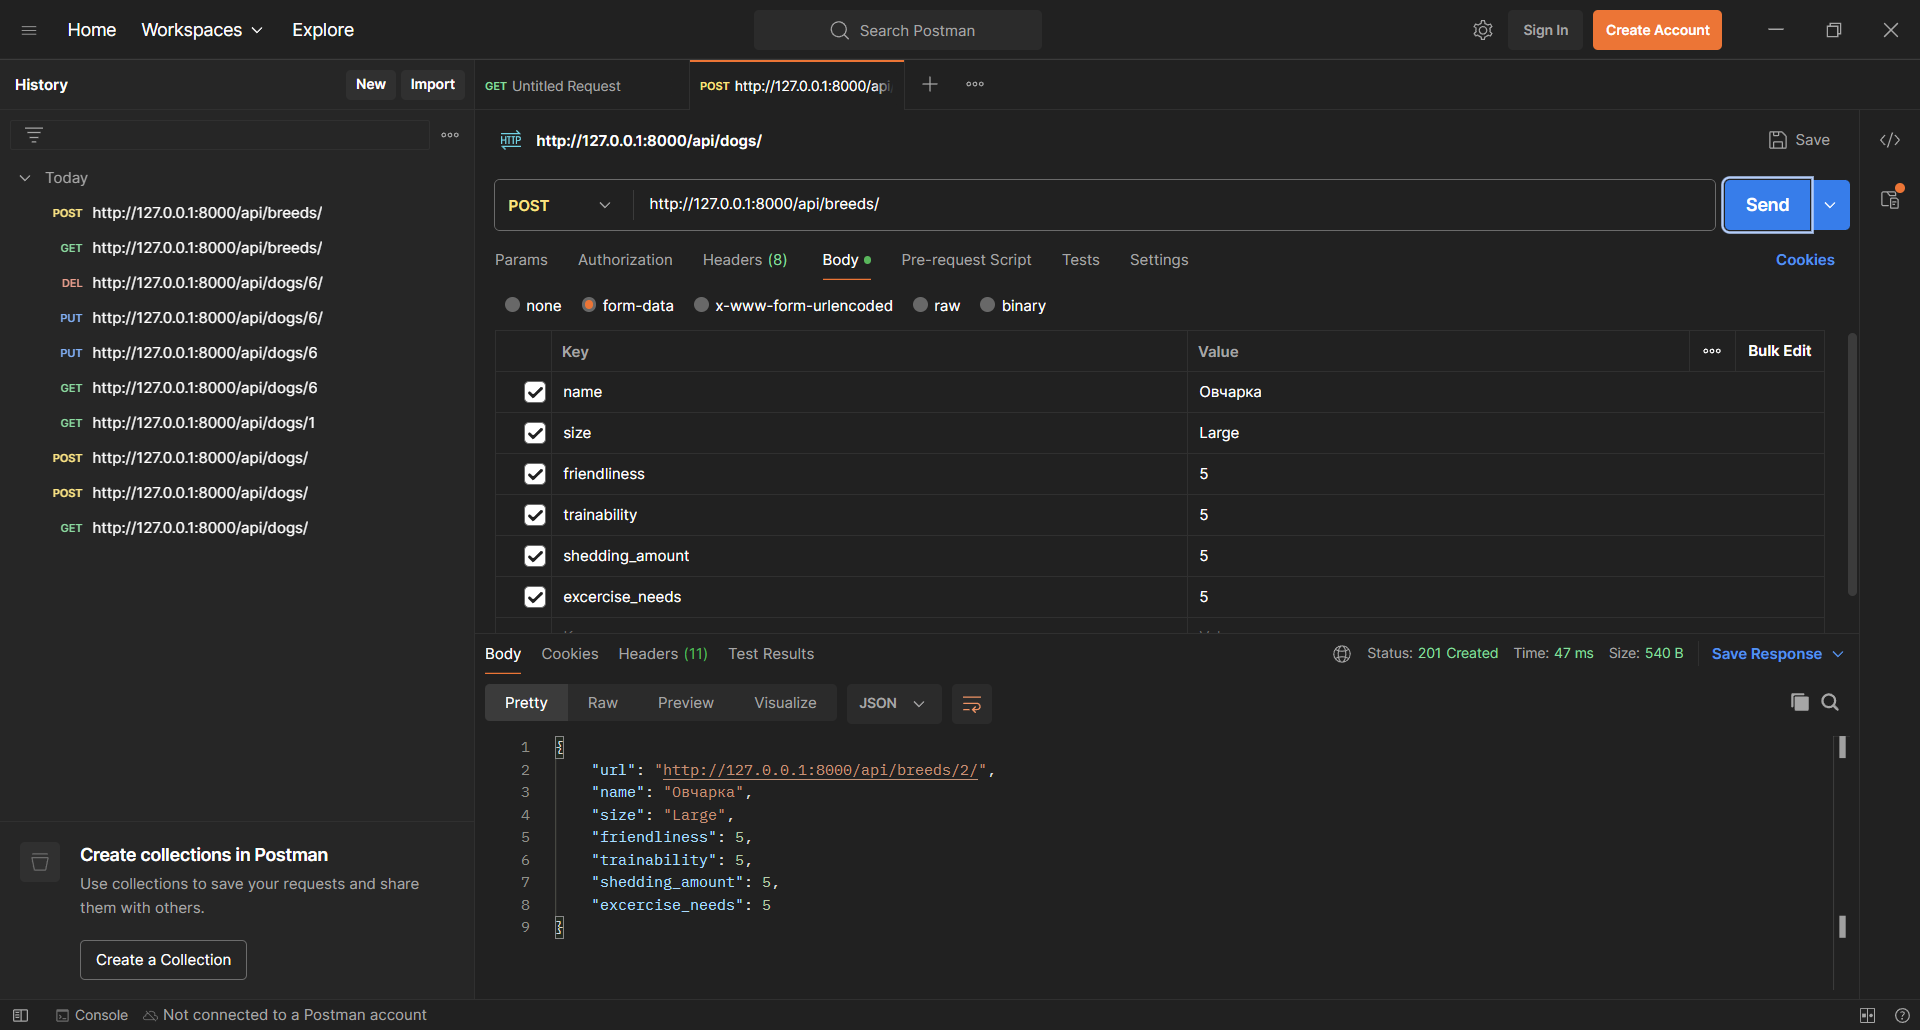 Home Workspaces Explore Search Postman Sign In Create Account
History New Import GET Untitled Request POST http://127.0.0.1:8000/api
HTTP http://127.0.0.1:8000/api/dogs/ Save
Today
POST http://127.0.0.1:8000/api/breeds/
GET http://127.0.0.1:8000/api/breeds/
DEL http://127.0.0.1:8000/api/dogs/6/
PUT http://127.0.0.1:8000/api/dogs/6/
PUT http://127.0.0.1:8000/api/dogs/6
GET http://127.0.0.1:8000/api/dogs/6
GET http://127.0.0.1:8000/api/dogs/1
POST http://127.0.0.1:8000/api/dogs/
POST http://127.0.0.1:8000/api/dogs/
GET http://127.0.0.1:8000/api/dogs/
Create collections in Postman
Use collections to save your requests and share
them with others.
Create a Collection
POST http://127.0.0.1:8000/api/breeds/ Send
Params Authorization Headers (8) Body Pre-request Script Tests Settings Cookies
none form-data x-www-form-urlencoded raw binary
Key Value Bulk Edit
name Овчарка
size Large
friendliness 5
trainability 5
shedding_amount 5
excercise_needs 5
Body Cookies Headers (11) Test Results Status: 201 Created Time: 47 ms Size: 540 B Save Response
Pretty Raw Preview Visualize JSON
1 {
2 "url": "http://127.0.0.1:8000/api/breeds/2/",
3 "name": "Овчарка",
4 "size": "Large",
5 "friendliness": 5,
6 "trainability": 5,
7 "shedding_amount": 5,
8 "excercise_needs": 5
9 }
Console Not connected to a Postman account